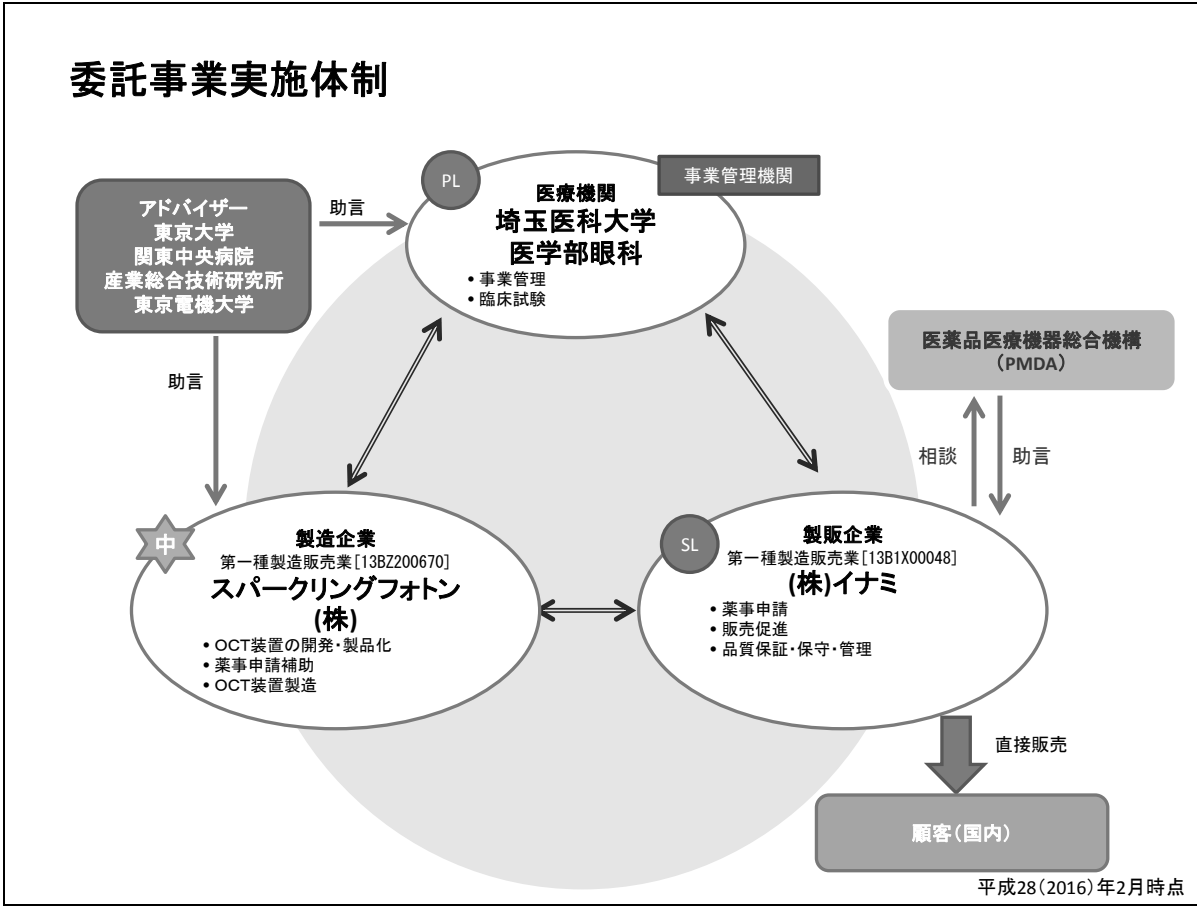 委託事業実施体制
PL
事業管理機関
医療機関
埼玉医科大学
医学部眼科
• 事業管理
• 臨床試験
アドバイザー
東京大学
関東中央病院
産業総合技術研究所
東京電機大学
助言
助言
医薬品医療機器総合機構
（PMDA）
相談
助言
中
製造企業
第一種製造販売業[13BZ200670]
スパークリングフォトン
(株)
• OCT装置の開発・製品化
• 薬事申請補助
• OCT装置製造
SL
製販企業
第一種製造販売業[13B1X00048]
(株)イナミ
• 薬事申請
• 販売促進
• 品質保証・保守・管理
直接販売
顧客（国内）
平成28（2016）年2月時点